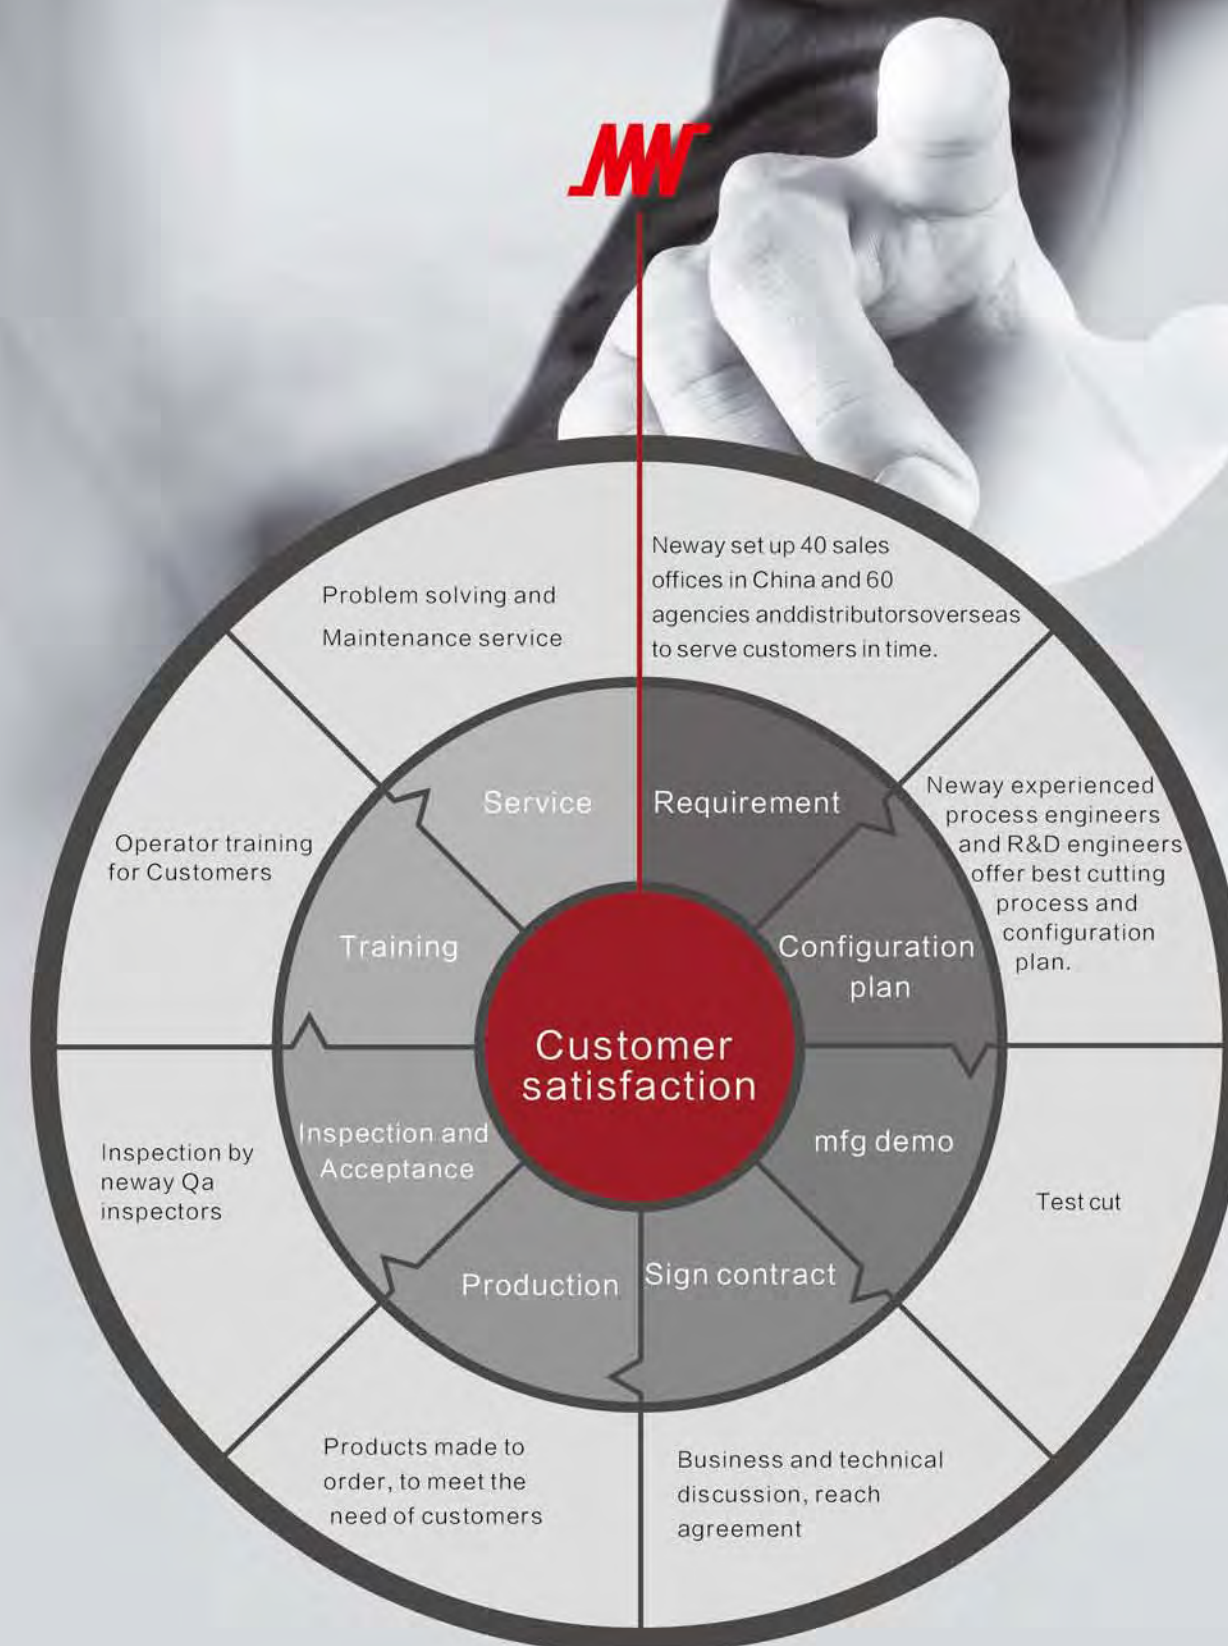 Neway set up 40 sales
offices in China and 60
agencies anddistributorsoverseas
to serve customers in time.
Requirement
Neway experienced
process engineers
and R&D engineers
offer best cutting
process and
configuration
plan.
Configuration
plan
Test cut
mfg demo
Business and technical
discussion, reach
agreement
Sign contract
Products made to
order, to meet the
need of customers
Production
Inspection by
neway Qa
inspectors
Inspection and
Acceptance
Operator training
for Customers
Training
Problem solving and
Maintenance service
Service
Customer
satisfaction